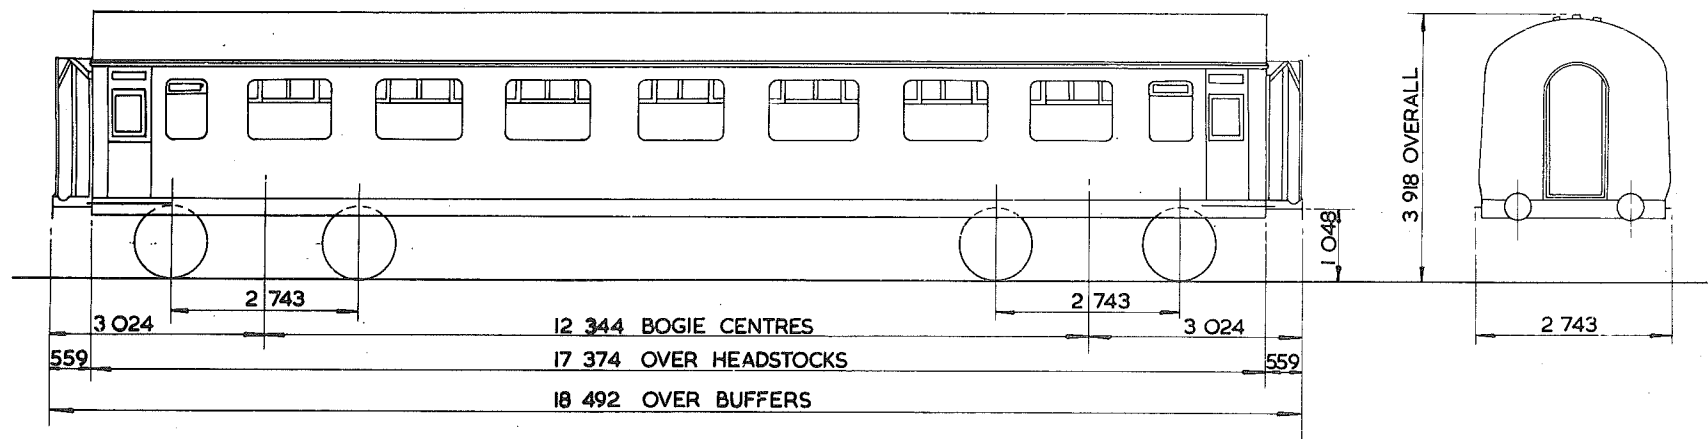 3 918 OVERALL
1 048
2 743
2 743
3 024
12 344 BOGIE CENTRES
3 024
2 743
559
17 374 OVER HEADSTOCKS
559
18 492 OVER BUFFERS